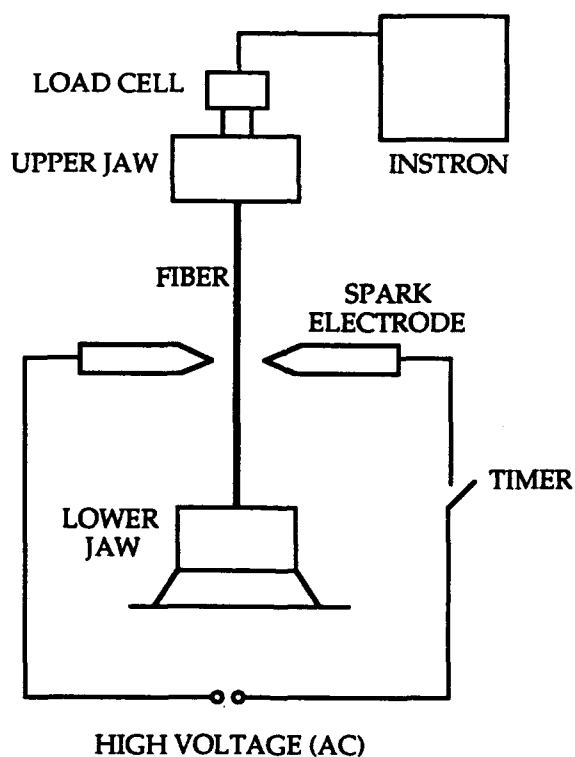 LOAD CELL
UPPER JAW
INSTRON
FIBER
SPARK
ELECTRODE
TIMER
LOWER
JAW
HIGH VOLTAGE (AC)